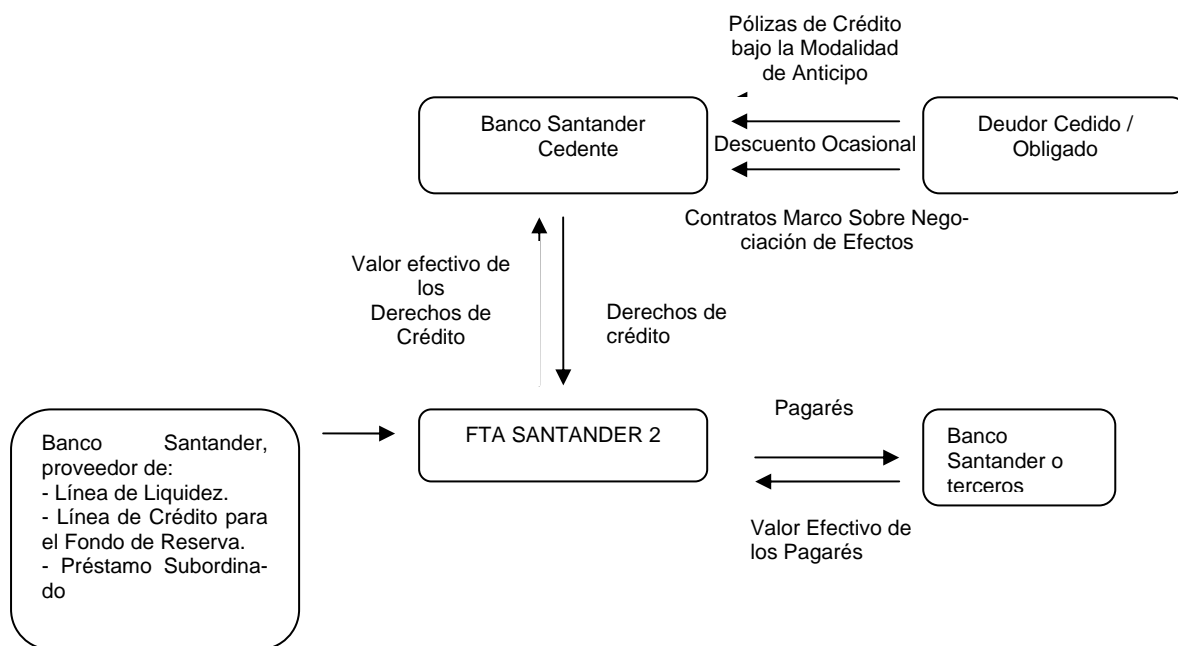 Pólizas de Crédito
bajo la Modalidad
de Anticipo
Banco Santander
Cedente
Descuento Ocasional
Deudor Cedido /
Obligado
Contratos Marco Sobre Nego-
ciación de Efectos
Valor efectivo de
los
Derechos de
Crédito
Derechos de
crédito
Banco Santander,
proveedor de:
- Línea de Liquidez.
- Línea de Crédito para
el Fondo de Reserva.
- Préstamo Subordina-
do
FTA SANTANDER 2
Pagarés
Banco
Santander o
terceros
Valor Efectivo de
los Pagarés